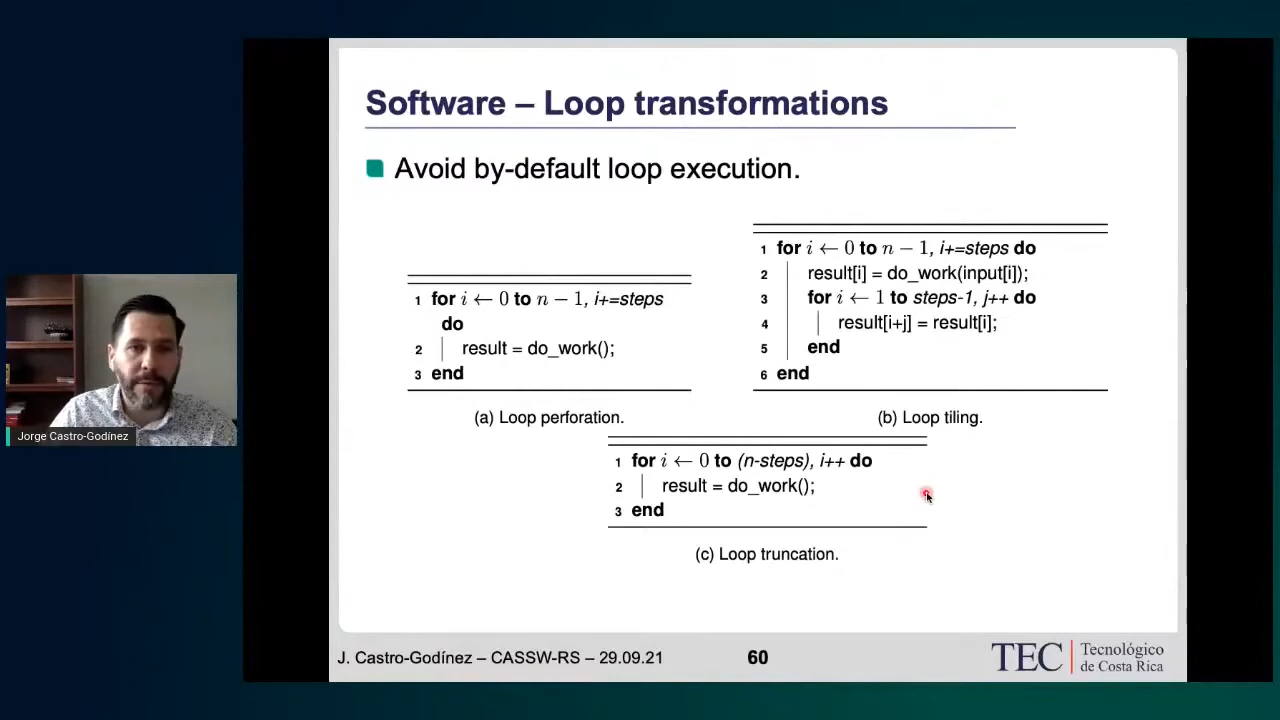 Software – Loop transformations
Avoid by-default loop execution.
1 for i ← 0 to n − 1, i+=steps
do
2 result = do_work();
3 end
(a) Loop perforation.
1 for i ← 0 to n − 1, i+=steps do
2 result[i] = do_work(input[i]);
3 for i ← 1 to steps-1, j++ do
4 result[i+j] = result[i];
5 end
6 end
(b) Loop tiling.
1 for i ← 0 to (n-steps), i++ do
2 result = do_work();
3 end
(c) Loop truncation.
Jorge Castro-Godínez
J. Castro-Godínez – CASSW-RS – 29.09.21
60
TEC Tecnológico
de Costa Rica